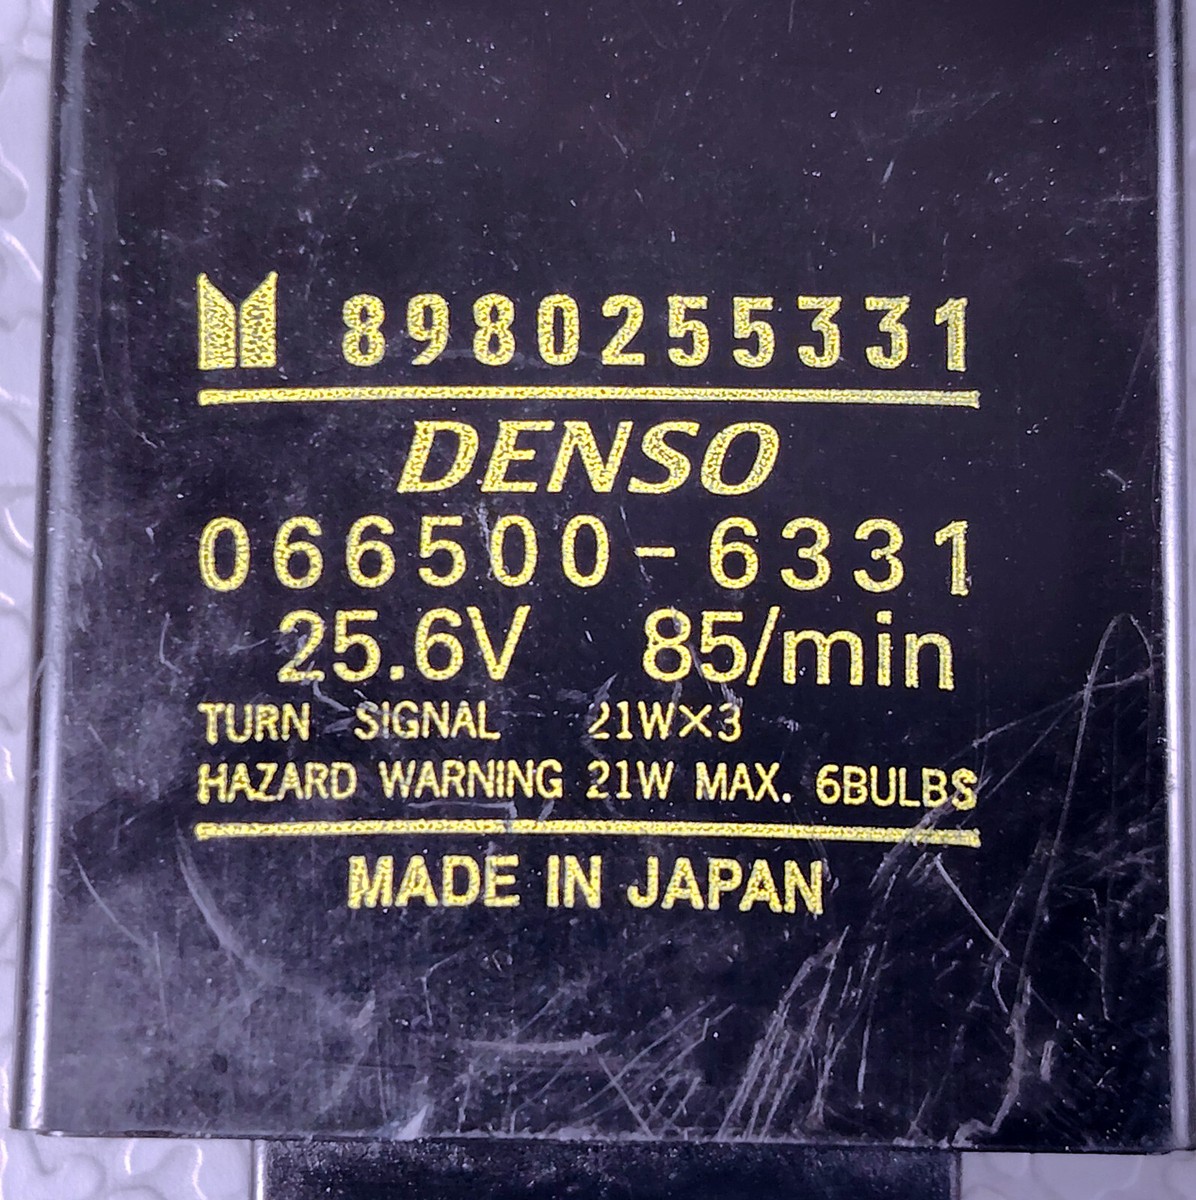 8980255331
DENSO
066500-6331
25.6V 85/min
TURN SIGNAL 21W×3
HAZARD WARNING 21W MAX. 6BULBS
MADE IN JAPAN